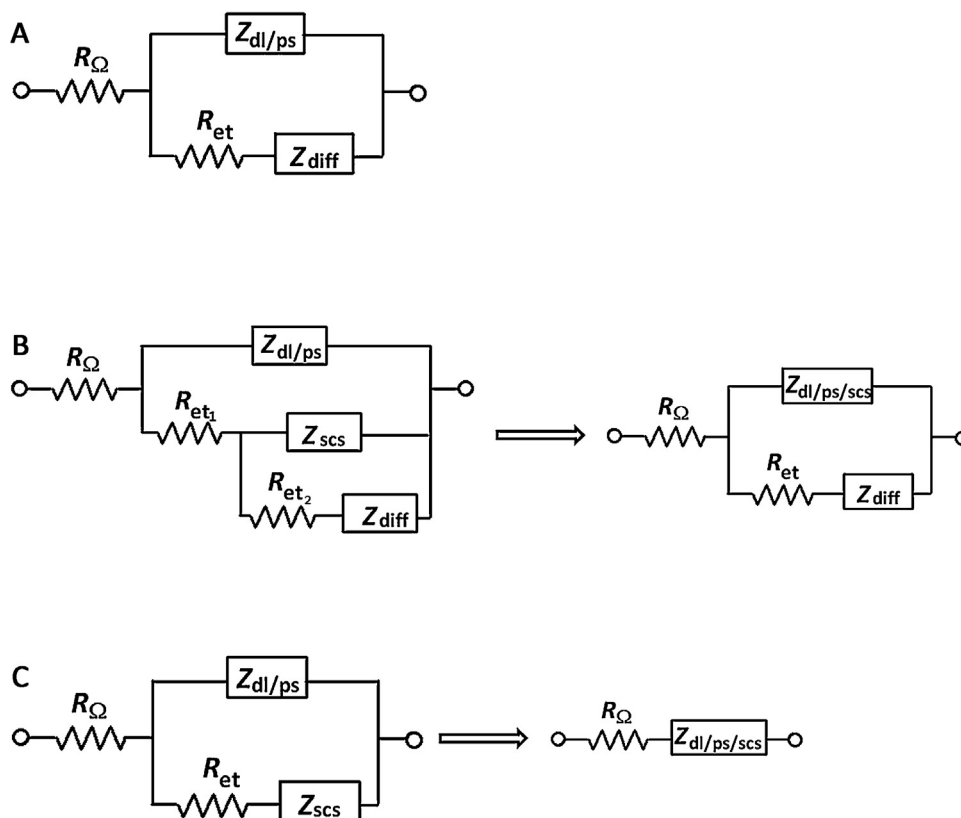 A
Zdl/ps
RΩ
Ret
Zdiff
B
Zdl/ps
RΩ
Ret1
Zscs
Ret2
Zdiff
Zdl/ps/scs
RΩ
Ret
Zdiff
C
Zdl/ps
RΩ
Ret
Zscs
RΩ
Zdl/ps/scs